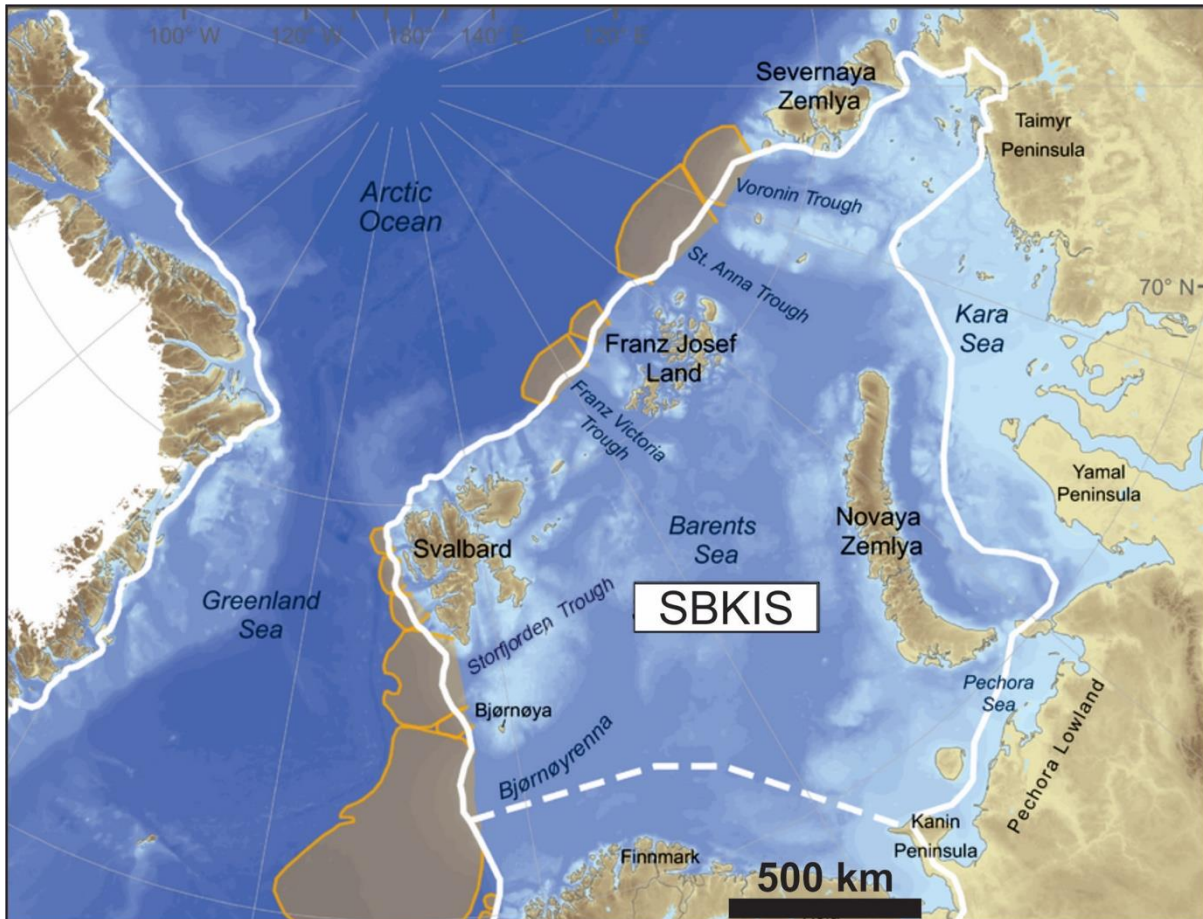 100° W
120° W
180°
140° E
120° E
Severnaya
Zemlya
Taimyr
Peninsula
Arctic
Ocean
Voronin Trough
St. Anna Trough
70° N
Kara
Sea
Franz Josef
Land
Franz Victoria
Trough
Yamal
Peninsula
Barents
Sea
Novaya
Zemlya
Svalbard
Greenland
Sea
SBKIS
Storfjorden Trough
Pechora
Sea
Bjørnøya
Pechora Lowland
Bjørnøyrenna
Kanin
Peninsula
Finnmark
500 km